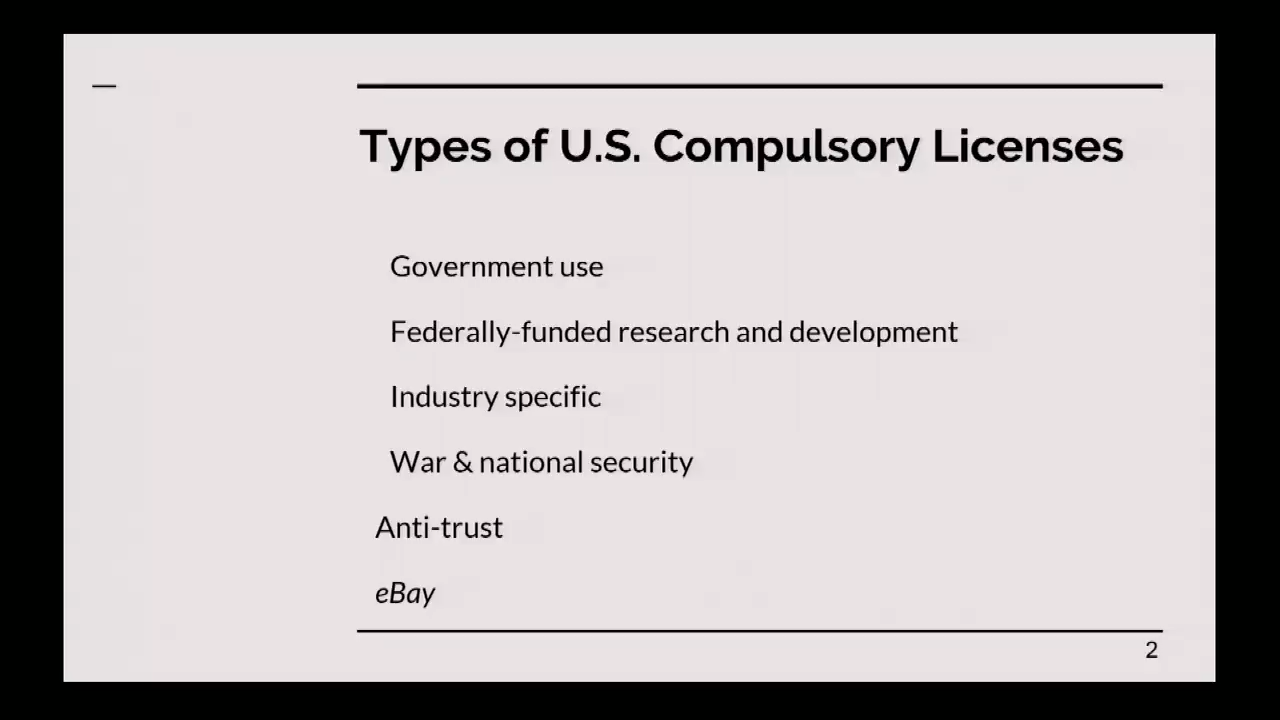 Types of U.S. Compulsory Licenses
Government use
Federally-funded research and development
Industry specific
War & national security
Anti-trust
eBay
2